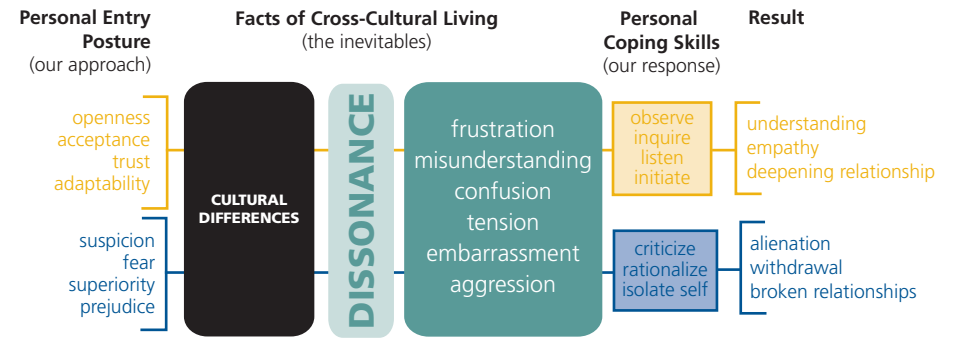 Personal Entry
Posture
(our approach)
Facts of Cross-Cultural Living
(the inevitables)
Personal
Coping Skills
(our response)
Result
openness
acceptance
trust
adaptability
suspicion
fear
superiority
prejudice
CULTURAL
DIFFERENCES
DISSONANCE
frustration
misunderstanding
confusion
tension
embarrassment
aggression
observe
inquire
listen
initiate
criticize
rationalize
isolate self
understanding
empathy
deepening relationship
alienation
withdrawal
broken relationships